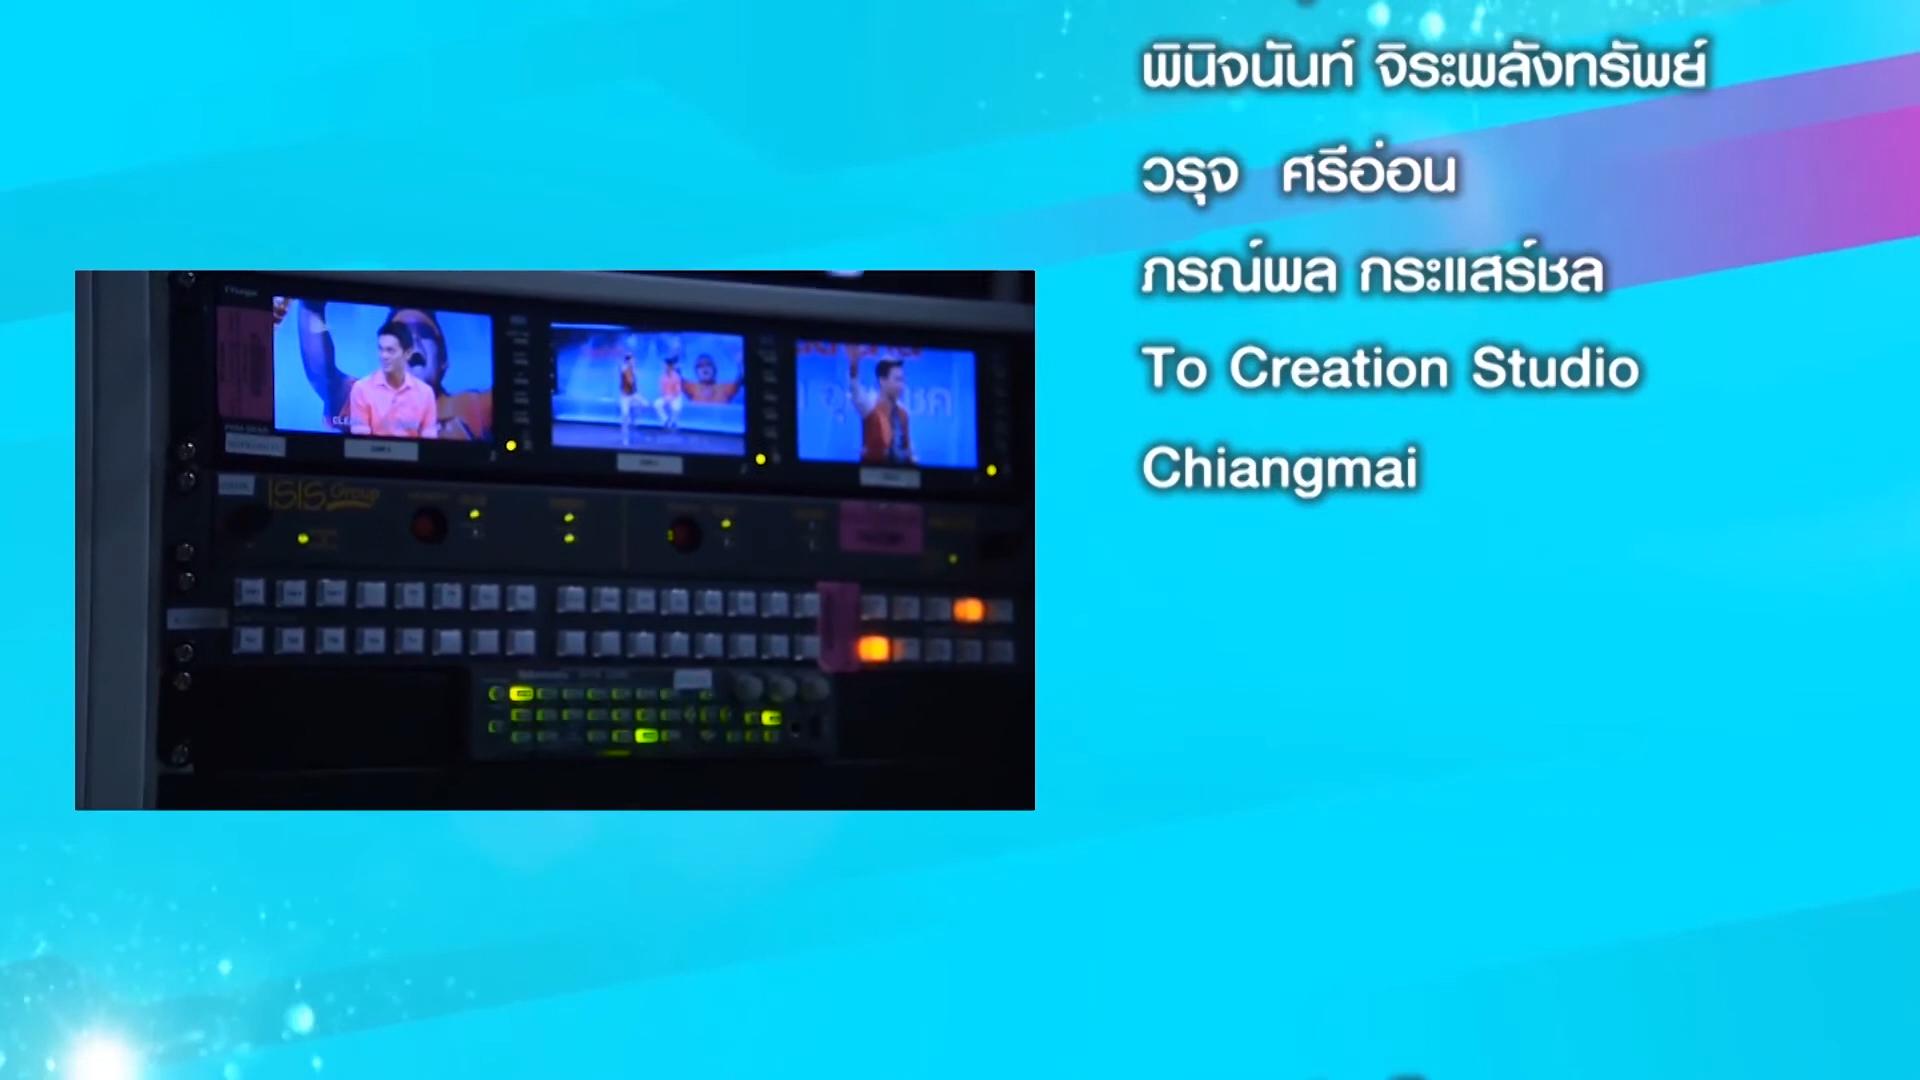 พินิจนันท์ จิระพลังทรัพย์
วรุจ ศรีอ่อน
ภรณ์พล กระแสร์ชล
To Creation Studio
Chiangmai
ISIS Group